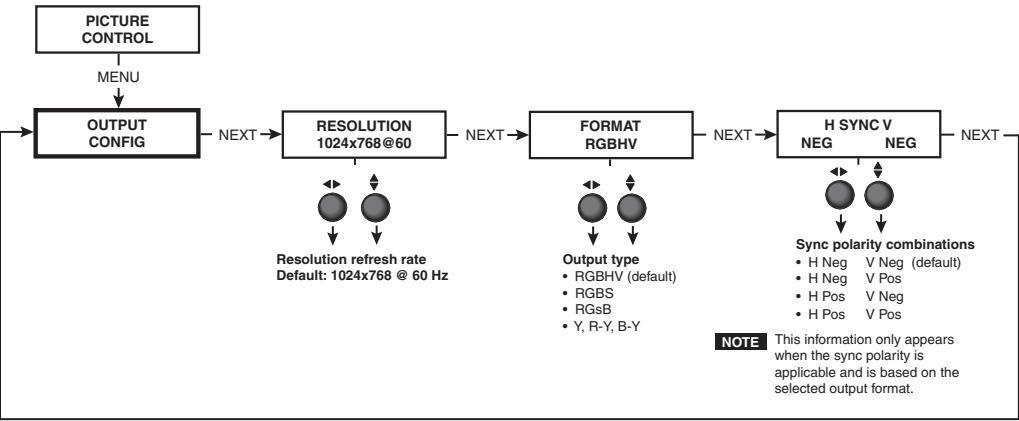 PICTURE
CONTROL
MENU
OUTPUT
CONFIG
NEXT
RESOLUTION
1024x768@60
NEXT
FORMAT
RGBHV
NEXT
H SYNC V
NEG NEG
NEXT
Resolution refresh rate
Default: 1024x768 @ 60 Hz
Output type
• RGBHV (default)
• RGBS
• RGsB
• Y, R-Y, B-Y
Sync polarity combinations
• H Neg V Neg (default)
• H Neg V Pos
• H Pos V Neg
• H Pos V Pos
NOTE This information only appears
when the sync polarity is
applicable and is based on the
selected output format.